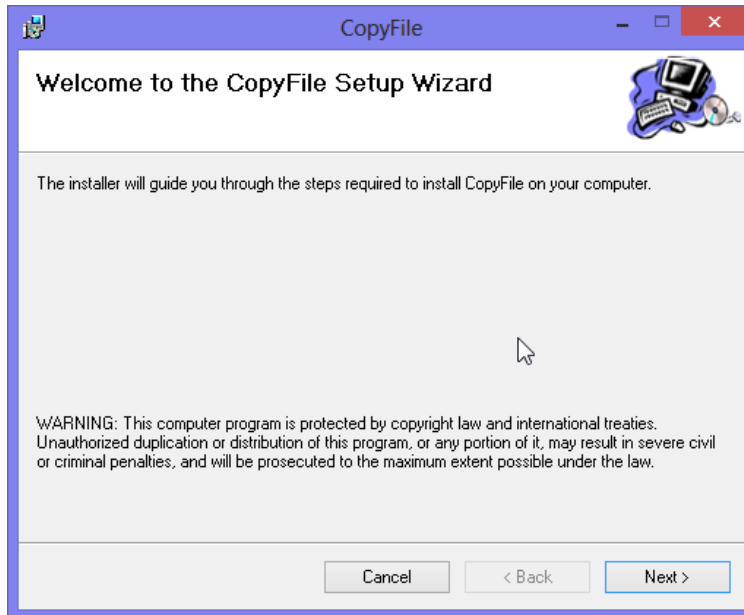 CopyFile
Welcome to the CopyFile Setup Wizard
The installer will guide you through the steps required to install CopyFile on your computer.
WARNING: This computer program is protected by copyright law and international treaties.
Unauthorized duplication or distribution of this program, or any portion of it, may result in severe civil
or criminal penalties, and will be prosecuted to the maximum extent possible under the law.
Cancel
< Back
Next >